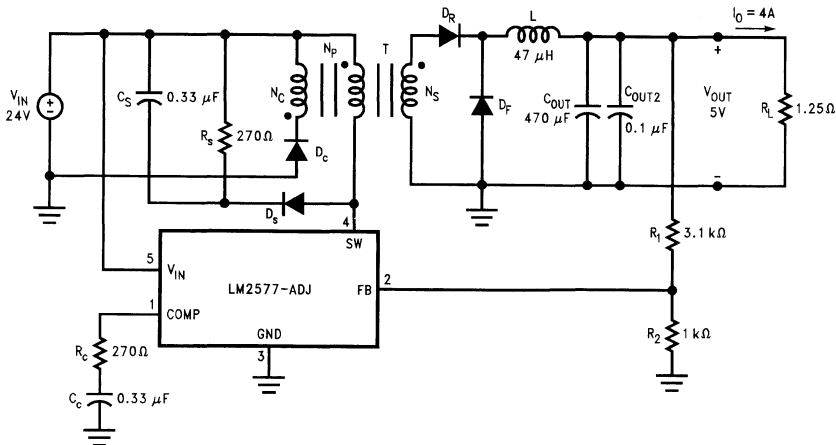 V_IN
24V
C_S
0.33 μF
R_s
270Ω
N_C
N_P
T
N_S
D_c
D_s
D_R
D_F
L
47 μH
C_OUT
470 μF
C_OUT2
0.1 μF
I_O = 4A
+
V_OUT
5V
−
R_L
1.25Ω
R_1
3.1 kΩ
R_2
1 kΩ
4
SW
5
V_IN
LM2577-ADJ
FB
2
1
COMP
GND
3
R_c
270Ω
C_c
0.33 μF